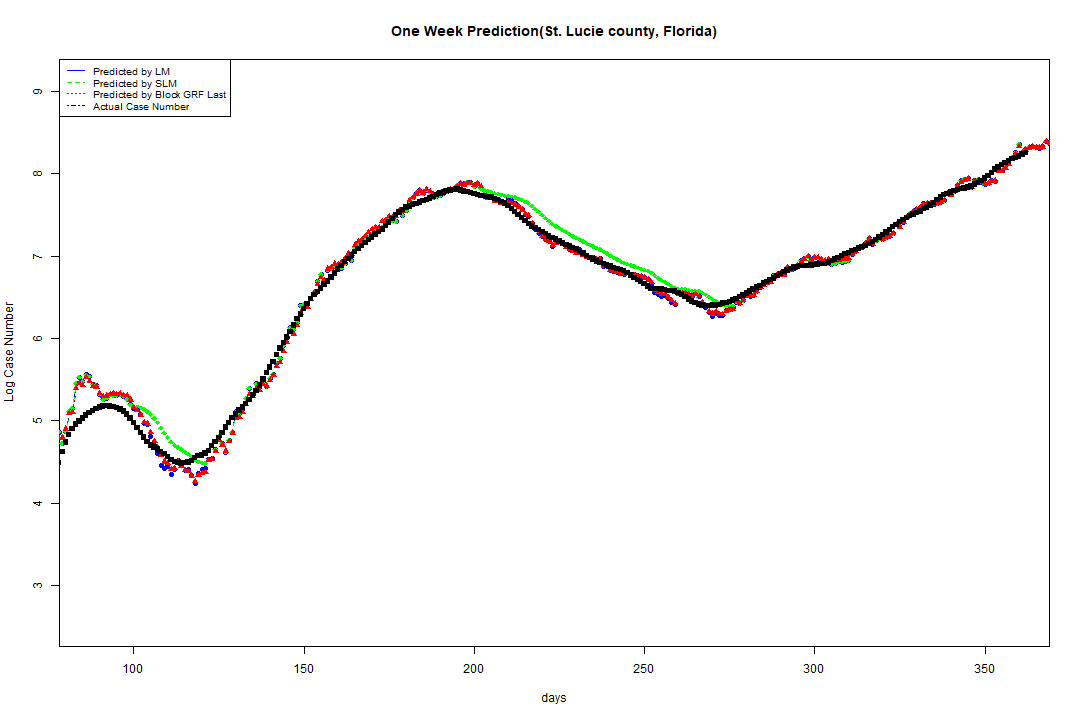 One Week Prediction(St. Lucie county, Florida)
Predicted by LM
Predicted by SLM
Predicted by Block GRF Last
Actual Case Number
9
8
7
6
5
4
3
Log Case Number
100 150 200 250 300 350
days